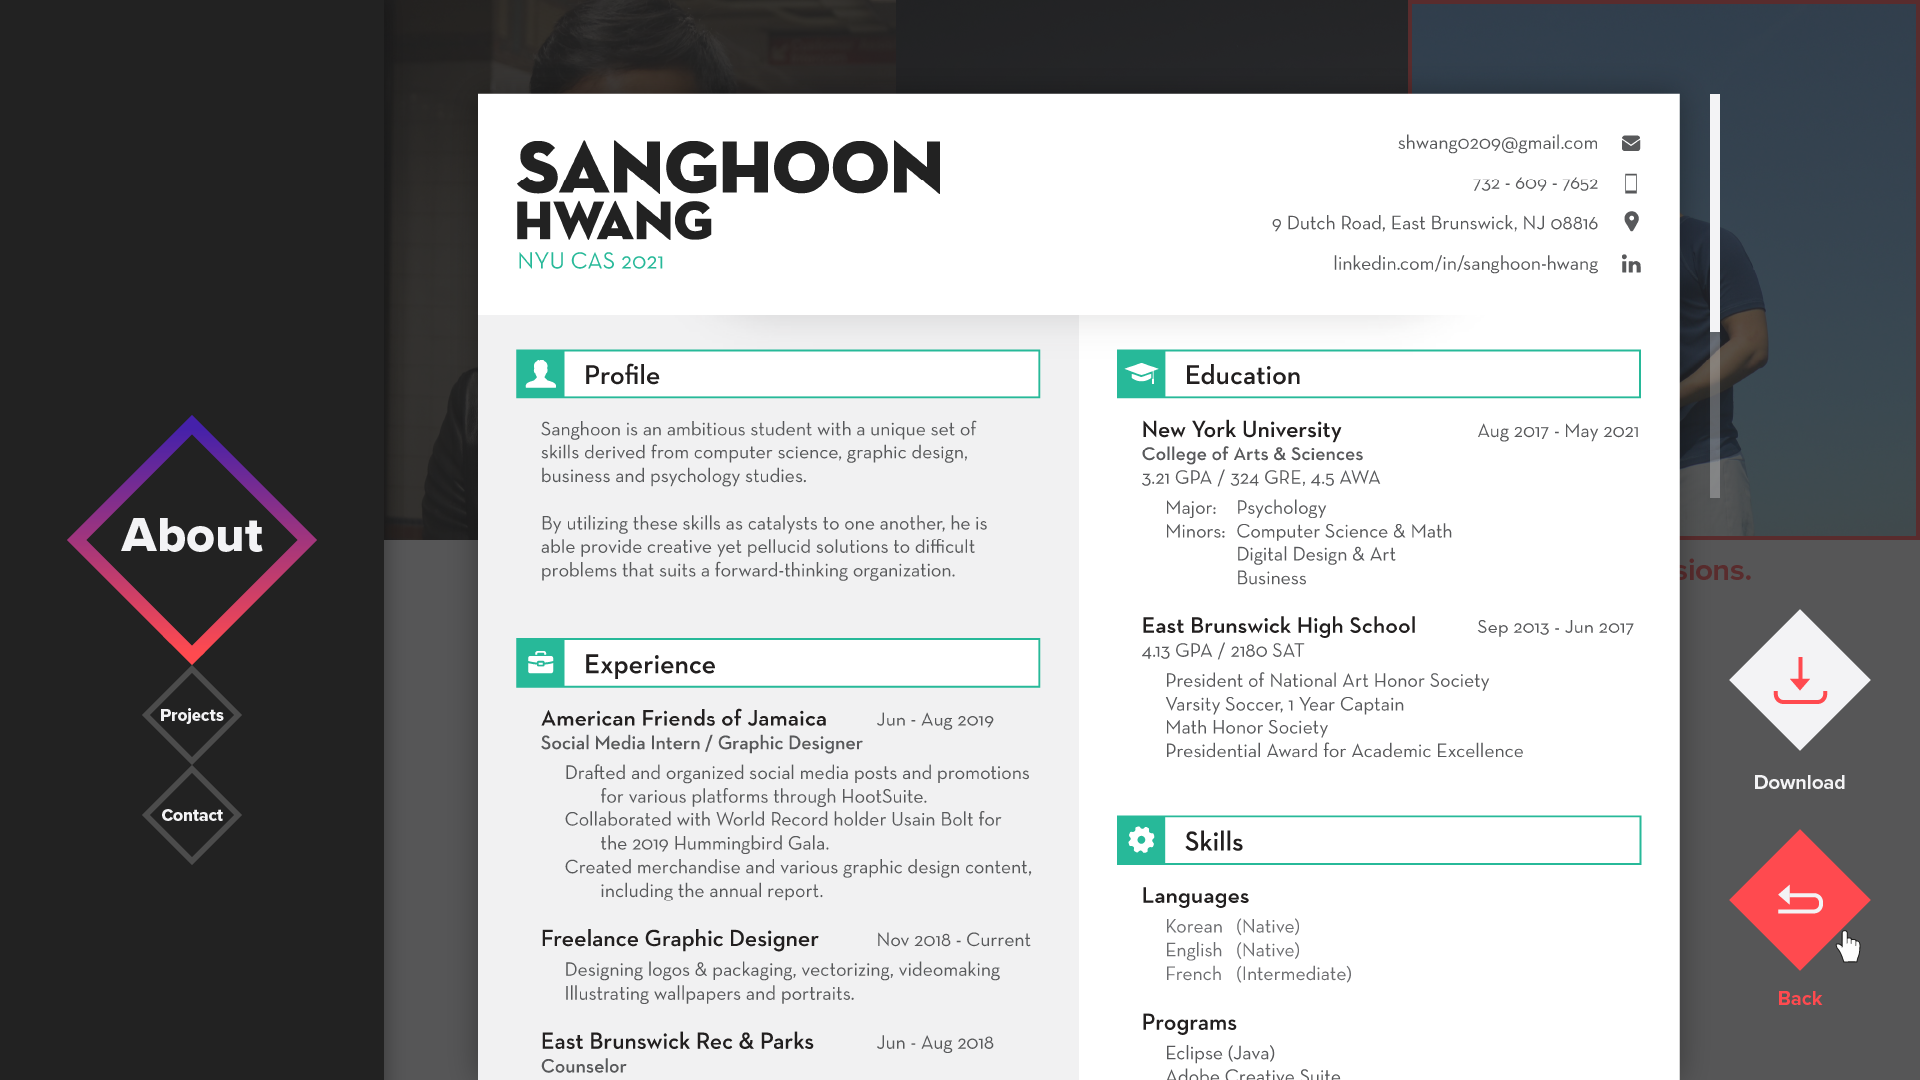 About
Projects
Contact
SANGHOON
HWANG
NYU CAS 2021
shwang0209@gmail.com
732 - 609 - 7652
9 Dutch Road, East Brunswick, NJ 08816
linkedin.com/in/sanghoon-hwang
Profile
Sanghoon is an ambitious student with a unique set of
skills derived from computer science, graphic design,
business and psychology studies.
By utilizing these skills as catalysts to one another, he is
able provide creative yet pellucid solutions to difficult
problems that suits a forward-thinking organization.
Experience
American Friends of Jamaica Jun - Aug 2019
Social Media Intern / Graphic Designer
Drafted and organized social media posts and promotions
for various platforms through HootSuite.
Collaborated with World Record holder Usain Bolt for
the 2019 Hummingbird Gala.
Created merchandise and various graphic design content,
including the annual report.
Freelance Graphic Designer Nov 2018 - Current
Designing logos & packaging, vectorizing, videomaking
Illustrating wallpapers and portraits.
East Brunswick Rec & Parks Jun - Aug 2018
Counselor
Education
New York University Aug 2017 - May 2021
College of Arts & Sciences
3.21 GPA / 324 GRE, 4.5 AWA
Major: Psychology
Minors: Computer Science & Math
Digital Design & Art
Business
East Brunswick High School Sep 2013 - Jun 2017
4.13 GPA / 2180 SAT
President of National Art Honor Society
Varsity Soccer, 1 Year Captain
Math Honor Society
Presidential Award for Academic Excellence
Skills
Languages
Korean (Native)
English (Native)
French (Intermediate)
Programs
Eclipse (Java)
Adobe Creative Suite
sions.
Download
Back